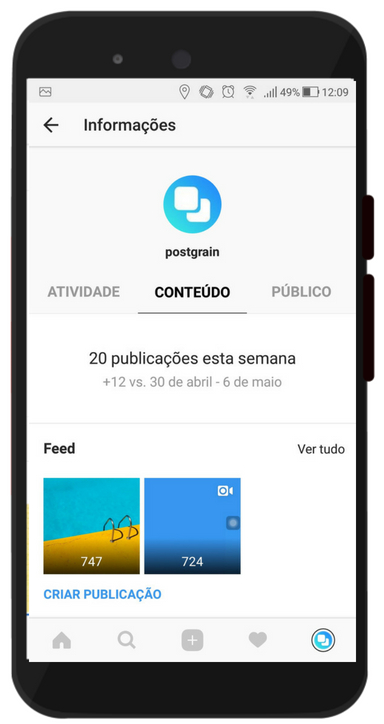 49% 12:09
Informações
postgrain
ATIVIDADE CONTEÚDO PÚBLICO
20 publicações esta semana
+12 vs. 30 de abril - 6 de maio
Feed Ver tudo
747 724
CRIAR PUBLICAÇÃO